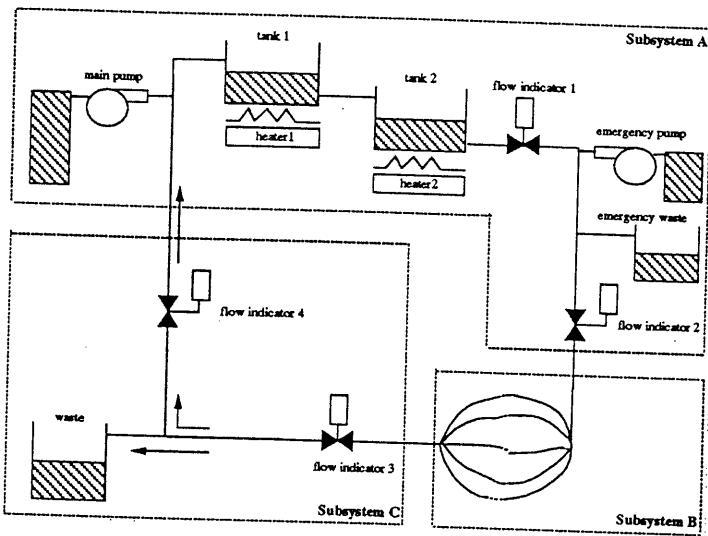 Subsystem A
tank 1
main pump
tank 2
flow indicator 1
heater1
emergency pump
heater2
emergency waste
flow indicator 4
flow indicator 2
waste
flow indicator 3
Subsystem C
Subsystem B